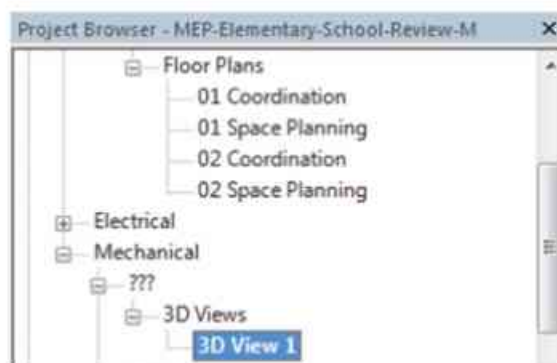 Project Browser - MEP-Elementary-School-Review-M
Floor Plans
01 Coordination
01 Space Planning
02 Coordination
02 Space Planning
Electrical
Mechanical
???
3D Views
3D View 1